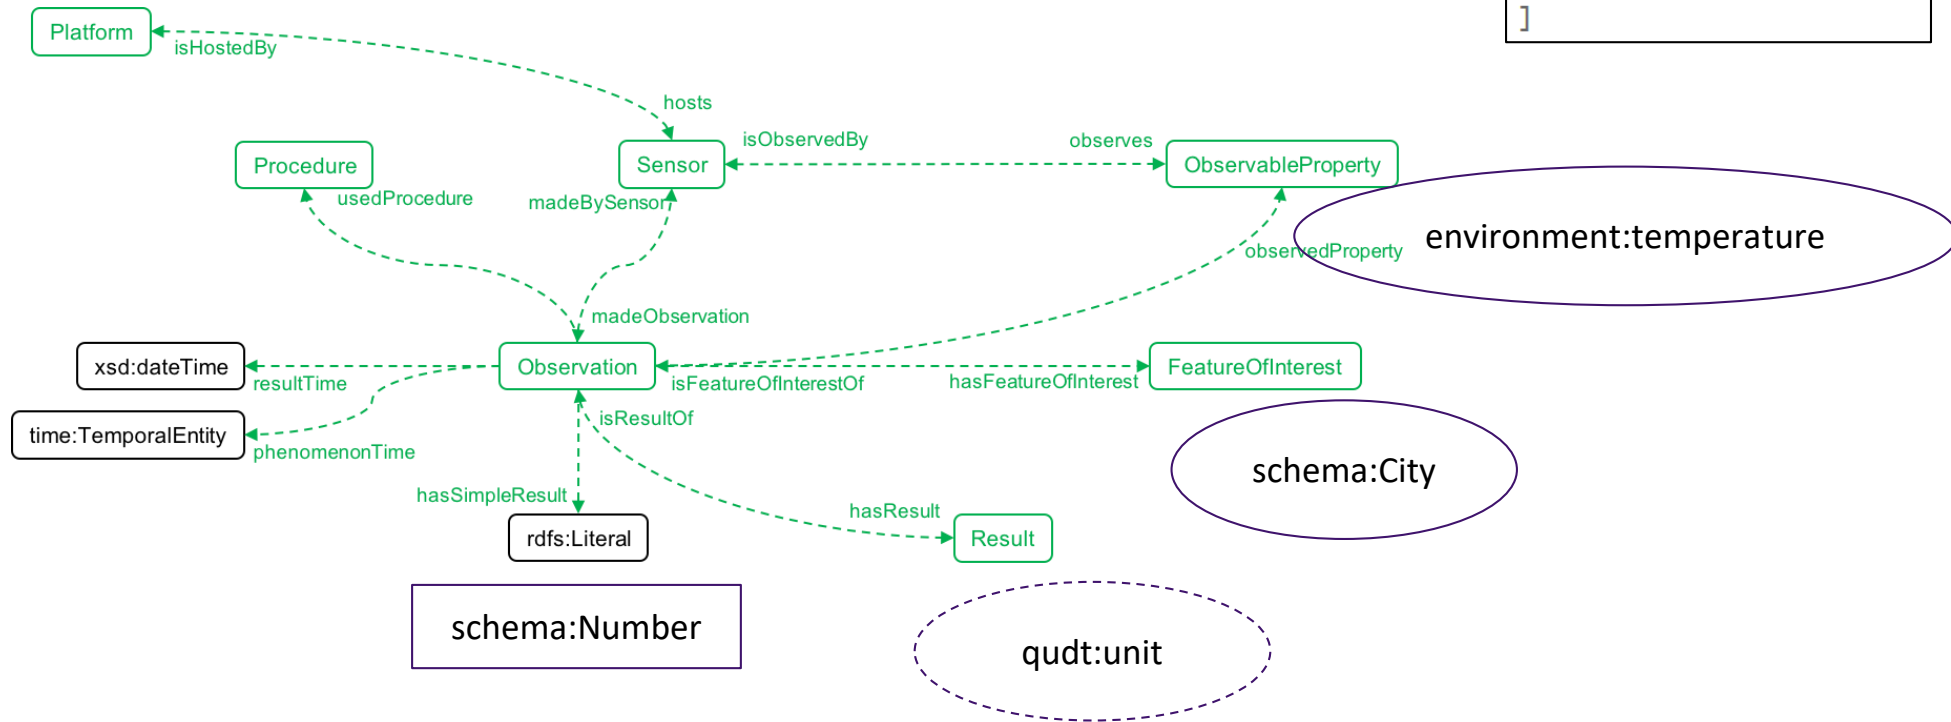 ]
Platform
isHostedBy
hosts
Procedure
Sensor
isObservedBy
observes
ObservableProperty
usedProcedure
madeBySensor
environment:temperature
observedProperty
madeObservation
xsd:dateTime
resultTime
Observation
isFeatureOfInterestOf
hasFeatureOfInterest
FeatureOfInterest
time:TemporalEntity
phenomenonTime
isResultOf
schema:City
hasSimpleResult
hasResult
rdfs:Literal
Result
schema:Number
qudt:unit